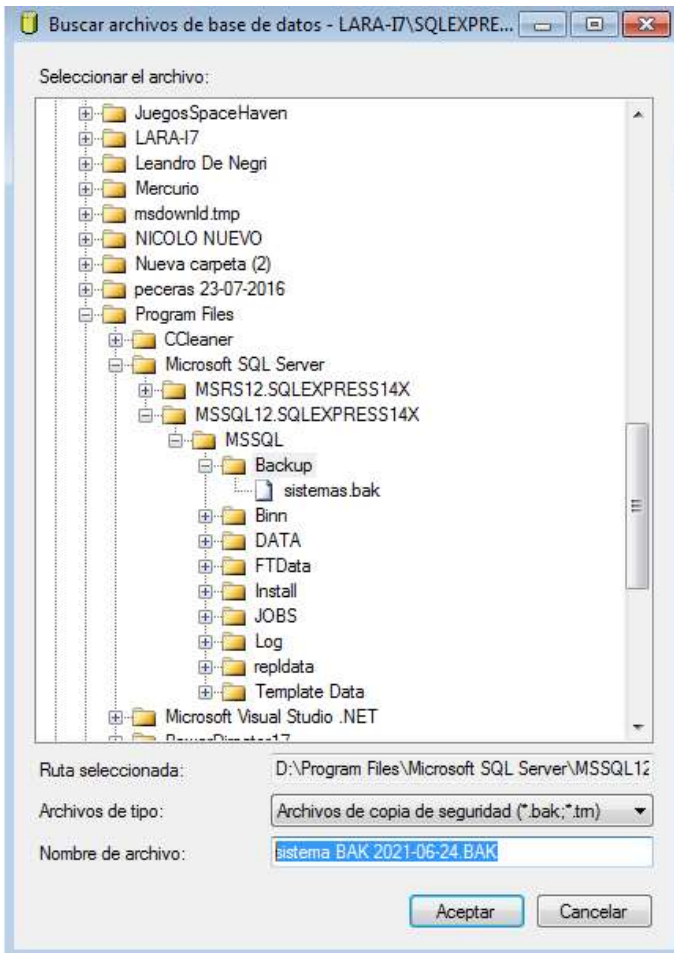 Buscar archivos de base de datos - LARA-I7\SQLEXPRE...
Seleccionar el archivo:
JuegosSpaceHaven
LARA-I7
Leandro De Negri
Mercurio
msdownld.tmp
NICOLO NUEVO
Nueva carpeta (2)
peceras 23-07-2016
Program Files
CCleaner
Microsoft SQL Server
MSRS12.SQLEXPRESS14X
MSSQL12.SQLEXPRESS14X
MSSQL
Backup
sistemas.bak
Binn
DATA
FTData
Install
JOBS
Log
repldata
Template Data
Microsoft Visual Studio .NET
Ruta seleccionada: D:\Program Files\Microsoft SQL Server\MSSQL12
Archivos de tipo: Archivos de copia de seguridad (*.bak;*.trn)
Nombre de archivo: sistema BAK 2021-06-24.BAK
Aceptar Cancelar